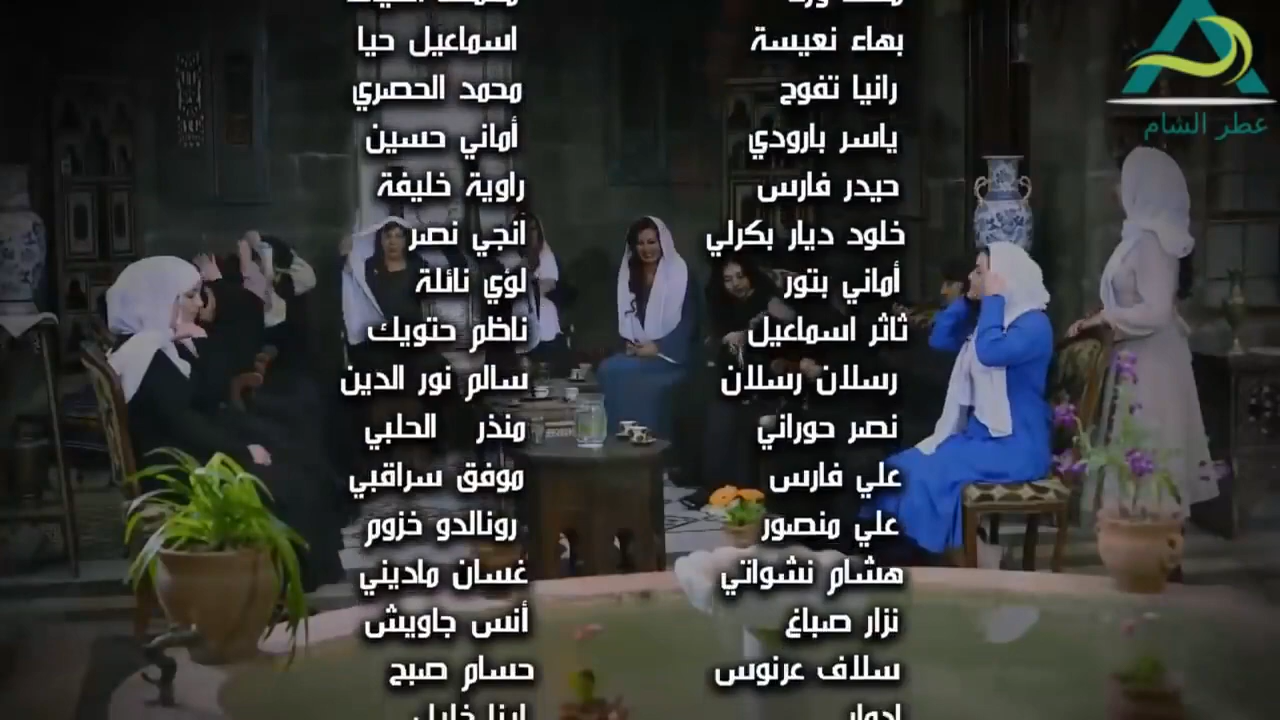 عطر الشام
بهاء نعيسة
اسماعيل حيا
رانيا تفوح
محمد الحصري
ياسر بارودي
أماني حسين
حيدر فارس
راوية خليفة
خلود ديار بكرلي
انجي نصر
أماني بتور
لؤي نائلة
ثائر اسماعيل
ناظم حتويك
رسلان رسلان
سالم نور الدين
نصر حوراني
منذر الحلبي
علي فارس
موفق سراقبي
علي منصور
رونالدو خزوم
هشام نشواتي
غسان ماديني
نزار صباغ
أنس جاويش
سلاف عرنوس
حسام صبح